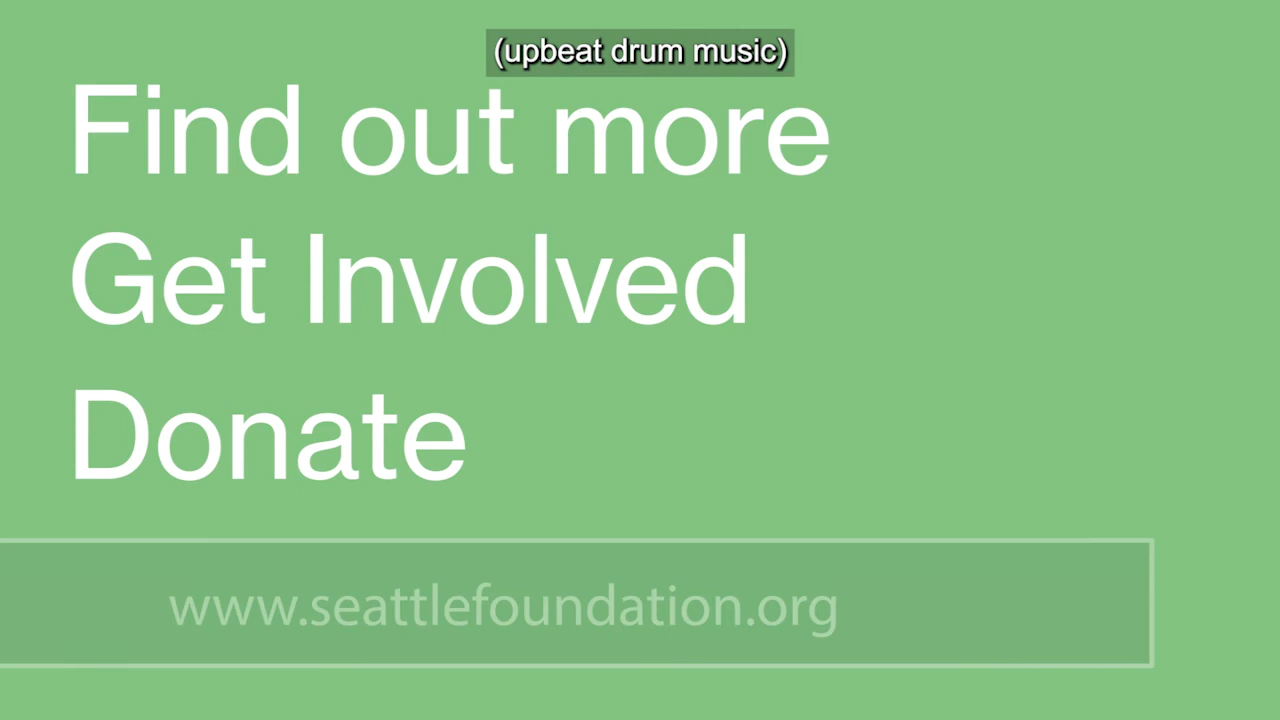 (upbeat drum music)
Find out more
Get Involved
Donate
www.seattlefoundation.org